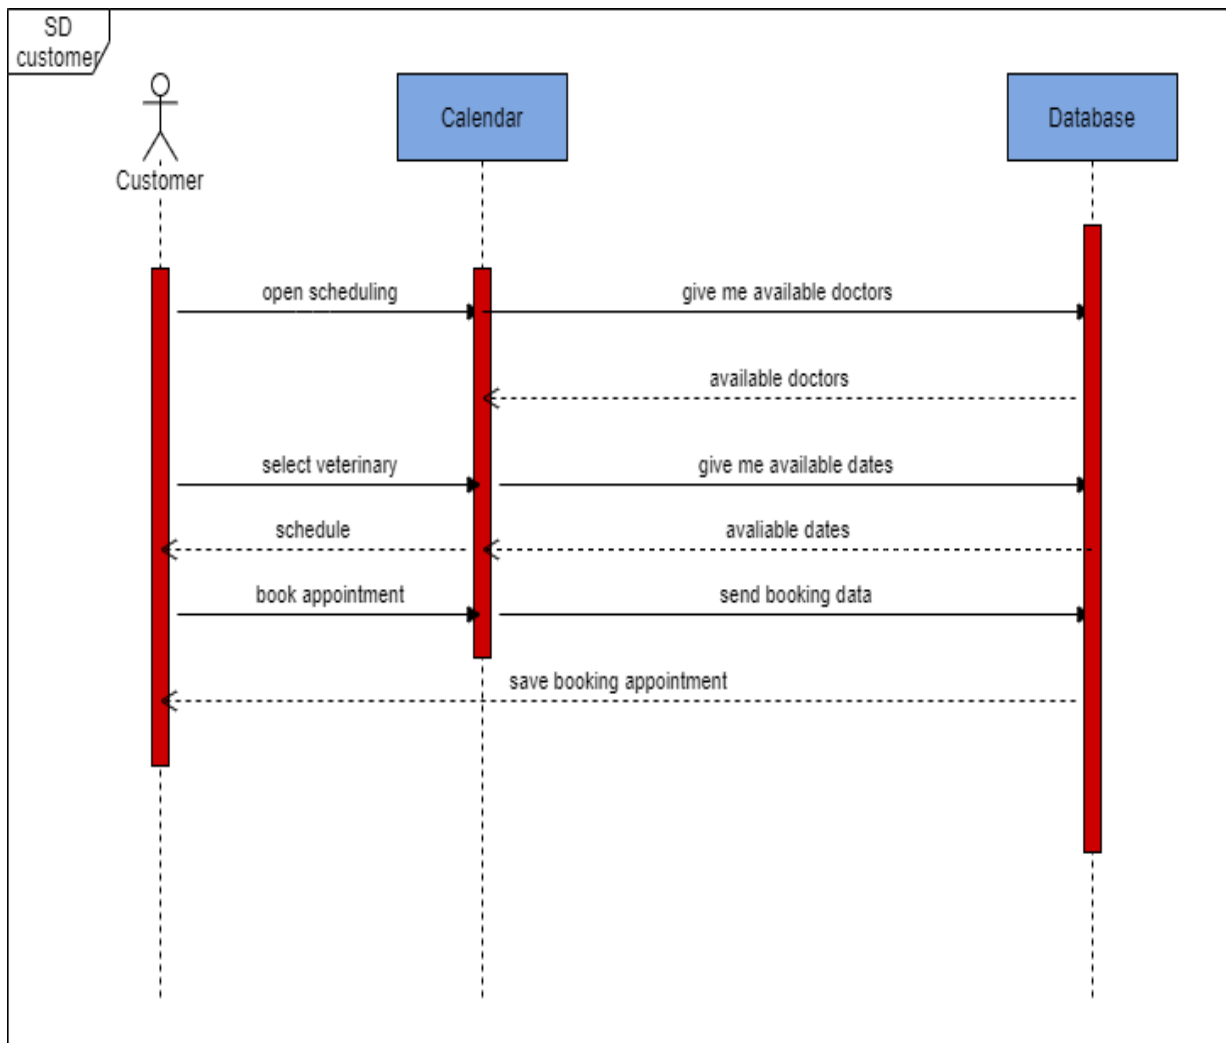 SD
customer
Calendar
Database
Customer
open scheduling
give me available doctors
available doctors
select veterinary
give me available dates
schedule
avaliable dates
book appointment
send booking data
save booking appointment